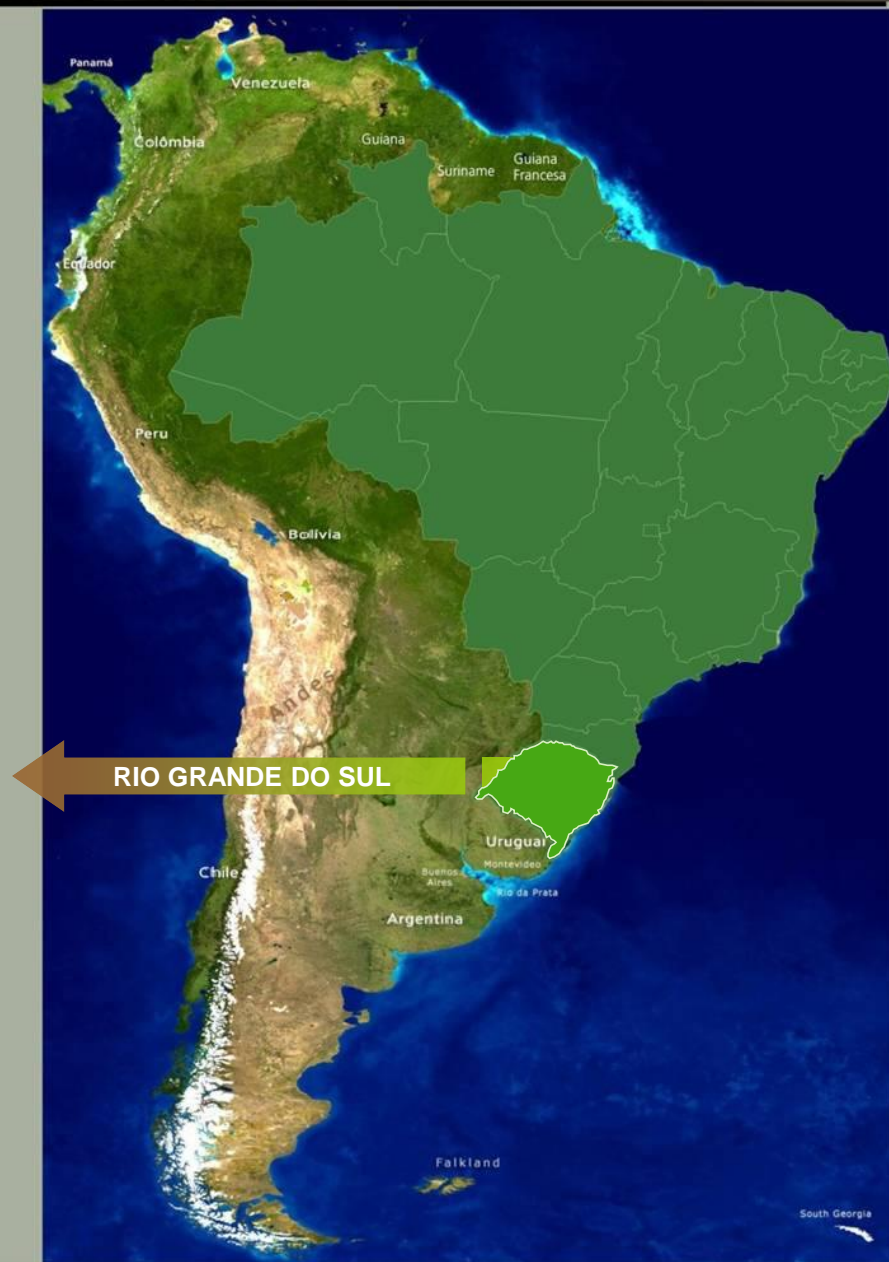 Panamá
Venezuela
Colômbia
Guiana
Suriname
Guiana
Francesa
Equador
Peru
Bolívia
Andes
RIO GRANDE DO SUL
Uruguai
Montevideo
Chile
Buenos
Aires
Rio da Prata
Argentina
Falkland
South Georgia